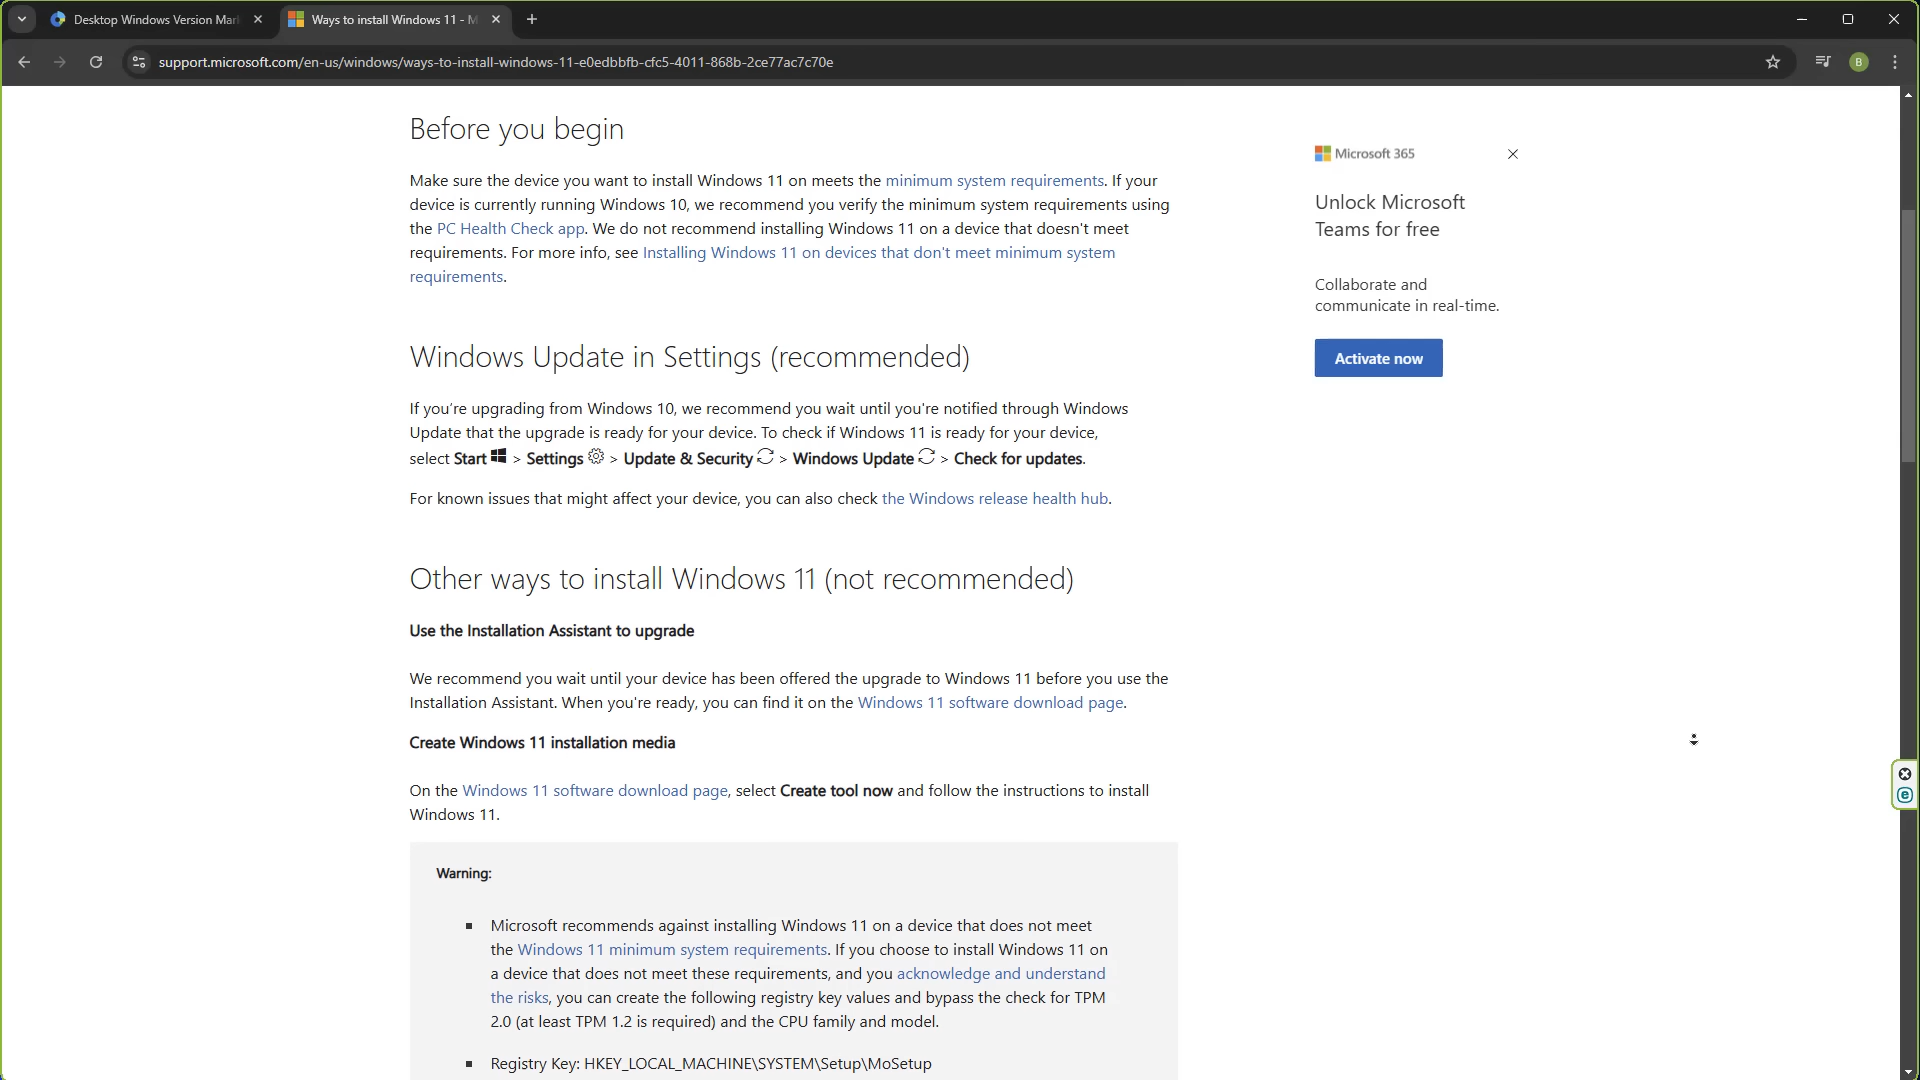 Desktop Windows Version Mar
Ways to install Windows 11 - M
support.microsoft.com/en-us/windows/ways-to-install-windows-11-e0edbbfb-cfc5-4011-868b-2ce77ac7c70e
B
Before you begin
Make sure the device you want to install Windows 11 on meets the minimum system requirements. If your
device is currently running Windows 10, we recommend you verify the minimum system requirements using
the PC Health Check app. We do not recommend installing Windows 11 on a device that doesn't meet
requirements. For more info, see Installing Windows 11 on devices that don't meet minimum system
requirements.
Windows Update in Settings (recommended)
If you're upgrading from Windows 10, we recommend you wait until you're notified through Windows
Update that the upgrade is ready for your device. To check if Windows 11 is ready for your device,
select Start > Settings > Update & Security > Windows Update > Check for updates.
For known issues that might affect your device, you can also check the Windows release health hub.
Other ways to install Windows 11 (not recommended)
Use the Installation Assistant to upgrade
We recommend you wait until your device has been offered the upgrade to Windows 11 before you use the
Installation Assistant. When you're ready, you can find it on the Windows 11 software download page.
Create Windows 11 installation media
On the Windows 11 software download page, select Create tool now and follow the instructions to install
Windows 11.
Warning:
Microsoft recommends against installing Windows 11 on a device that does not meet
the Windows 11 minimum system requirements. If you choose to install Windows 11 on
a device that does not meet these requirements, and you acknowledge and understand
the risks, you can create the following registry key values and bypass the check for TPM
2.0 (at least TPM 1.2 is required) and the CPU family and model.
Registry Key: HKEY_LOCAL_MACHINE\SYSTEM\Setup\MoSetup
Microsoft 365
Unlock Microsoft
Teams for free
Collaborate and
communicate in real-time.
Activate now